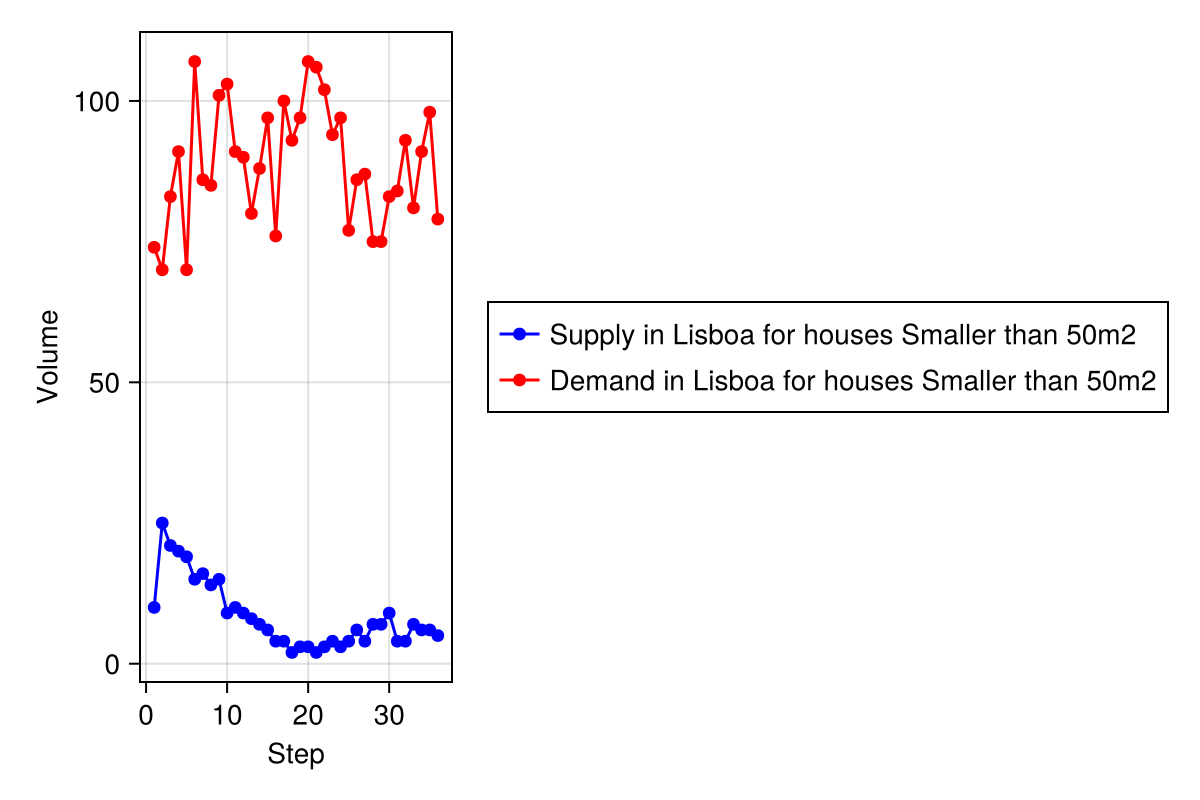 100
50
0
Volume
0 10 20 30
Step
Supply in Lisboa for houses Smaller than 50m2
Demand in Lisboa for houses Smaller than 50m2